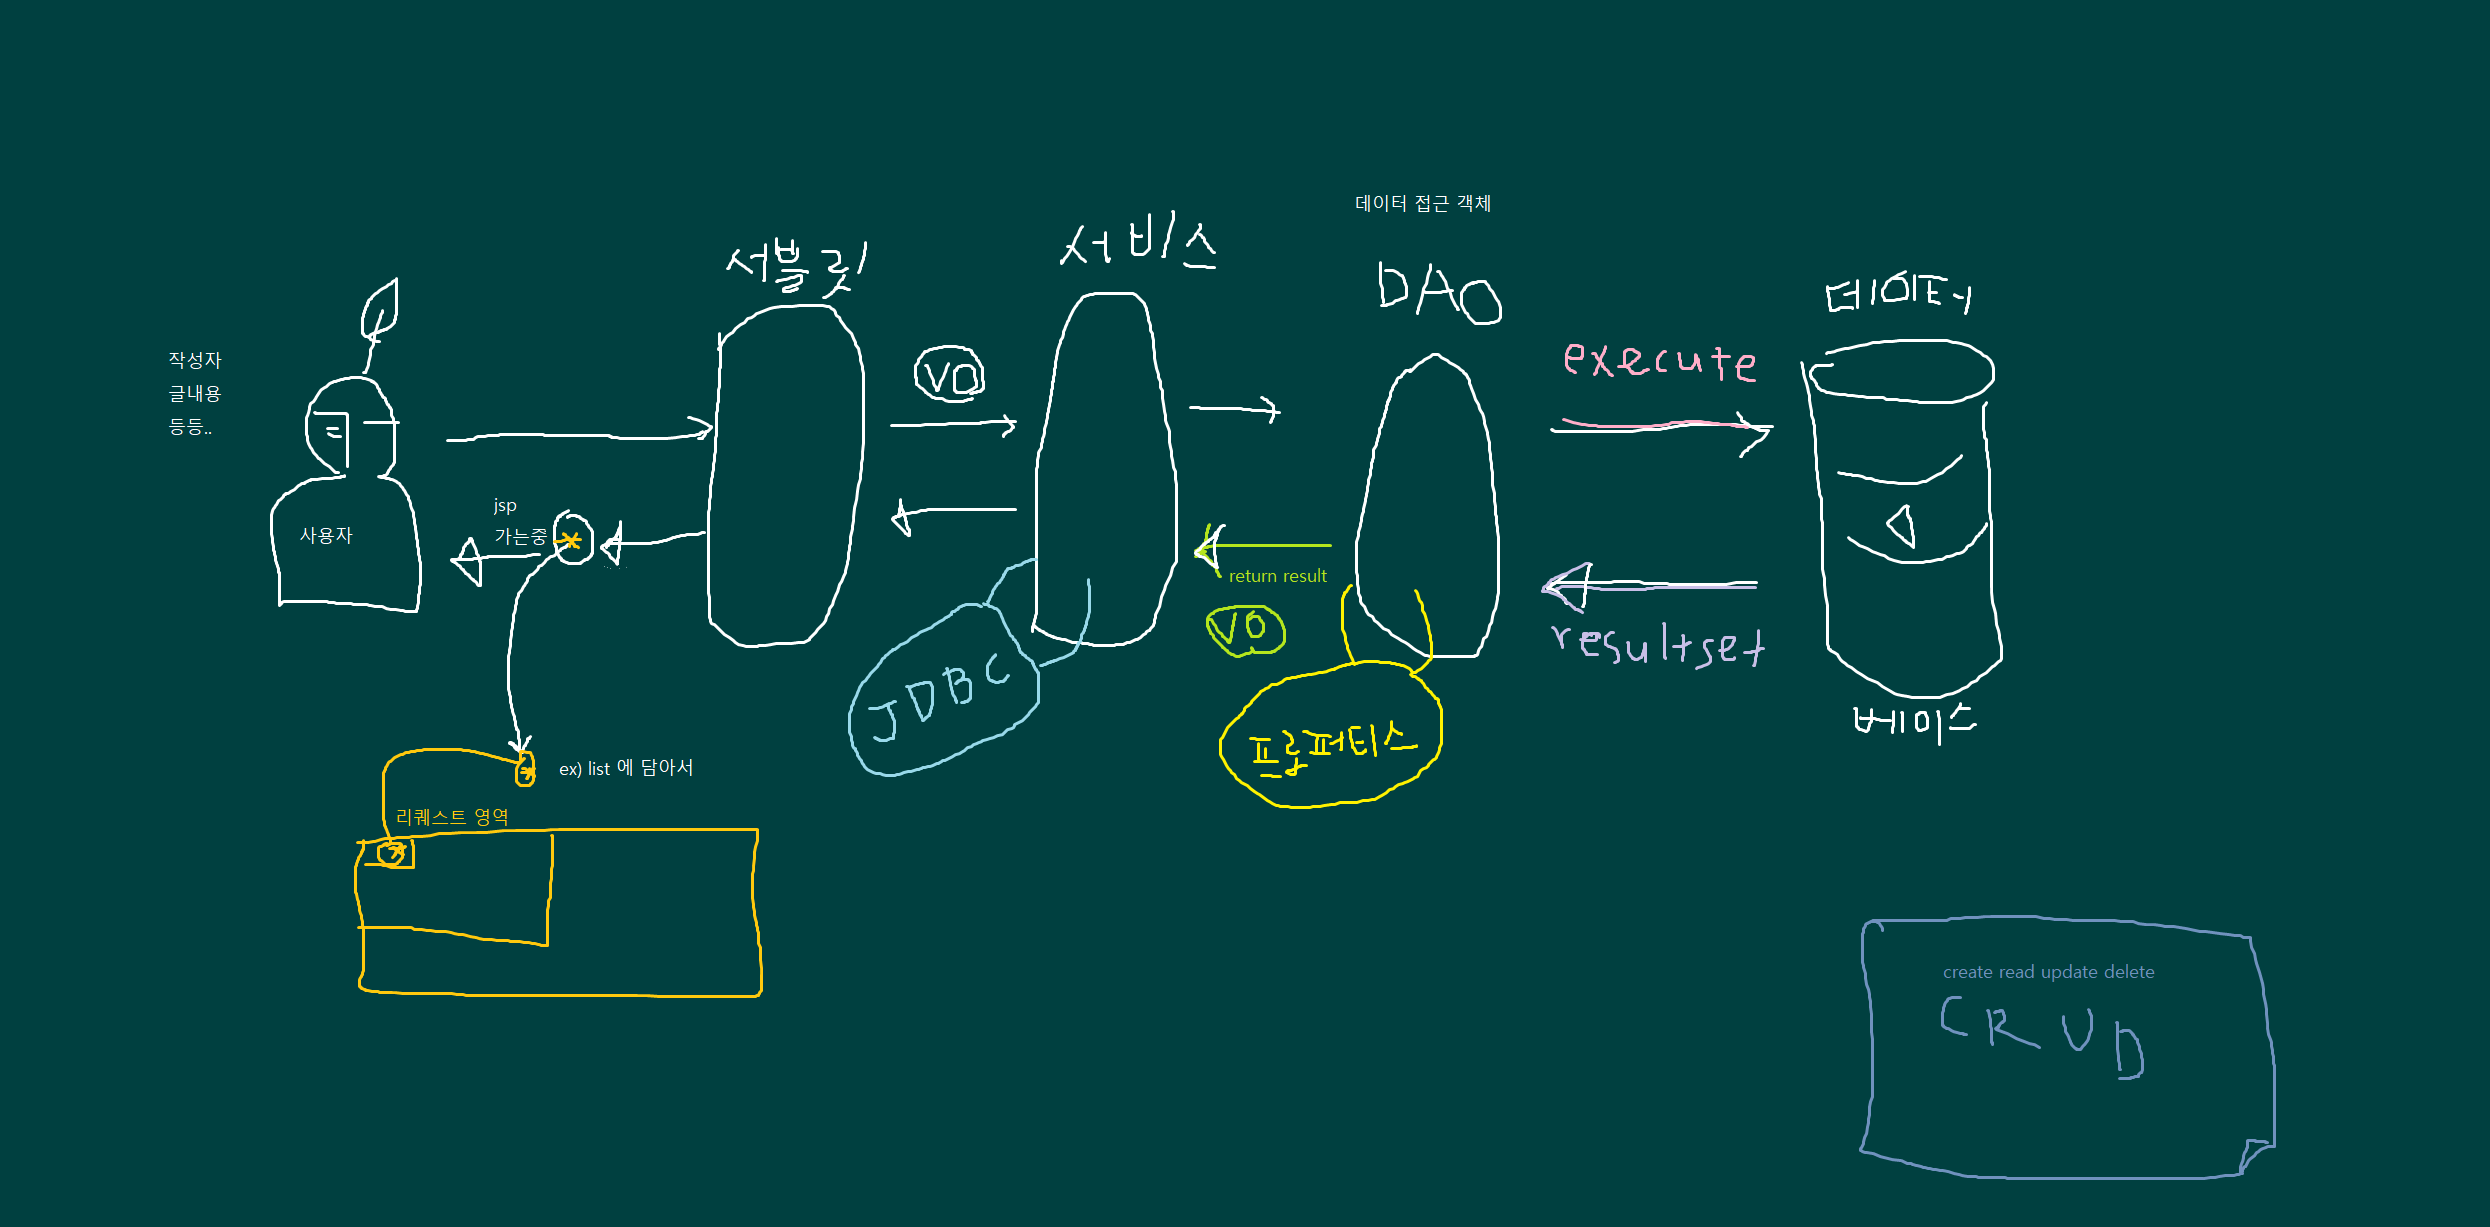 데이터 접근 객체
서블릿
서비스
DAO
데이터
작성자
글내용
등등..
VO
execute
사용자
jsp
가는중
return result
VO
resultset
JDBC
프로퍼티스
베이스
ex) list 에 담아서
리퀘스트 영역
create read update delete
CRUD